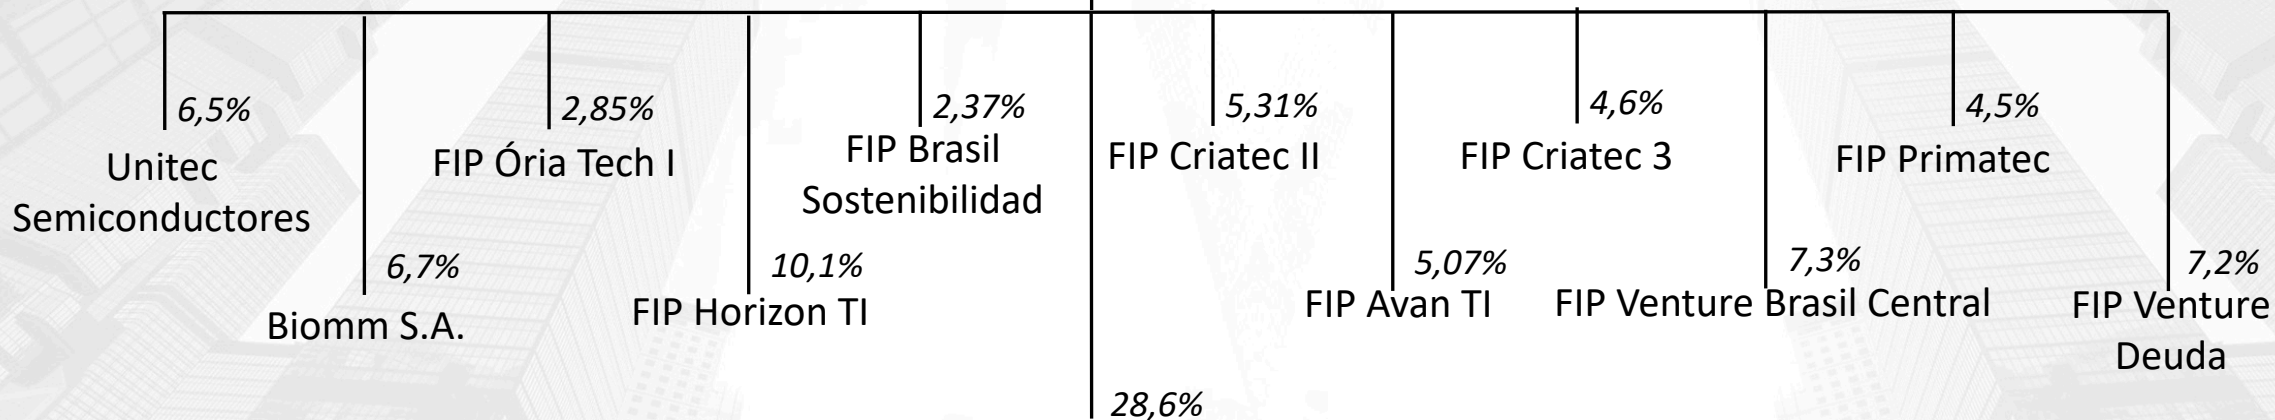 6,5%
Unitec
Semiconductores
6,7%
Biomm S.A.
2,85%
FIP Ória Tech I
10,1%
FIP Horizon TI
2,37%
FIP Brasil
Sostenibilidad
28,6%
5,31%
FIP Criatec II
5,07%
FIP Avan TI
4,6%
FIP Criatec 3
7,3%
FIP Venture Brasil Central
4,5%
FIP Primatec
7,2%
FIP Venture
Deuda